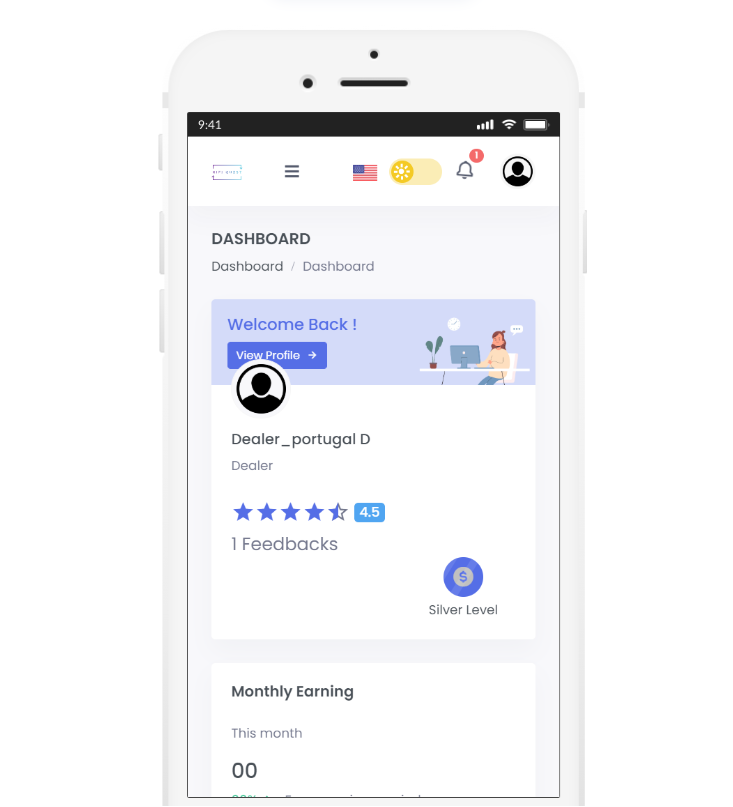 9:41
1
DASHBOARD
Dashboard / Dashboard
Welcome Back !
View Profile
Dealer_portugal D
Dealer
4.5
1 Feedbacks
$
Silver Level
Monthly Earning
This month
00